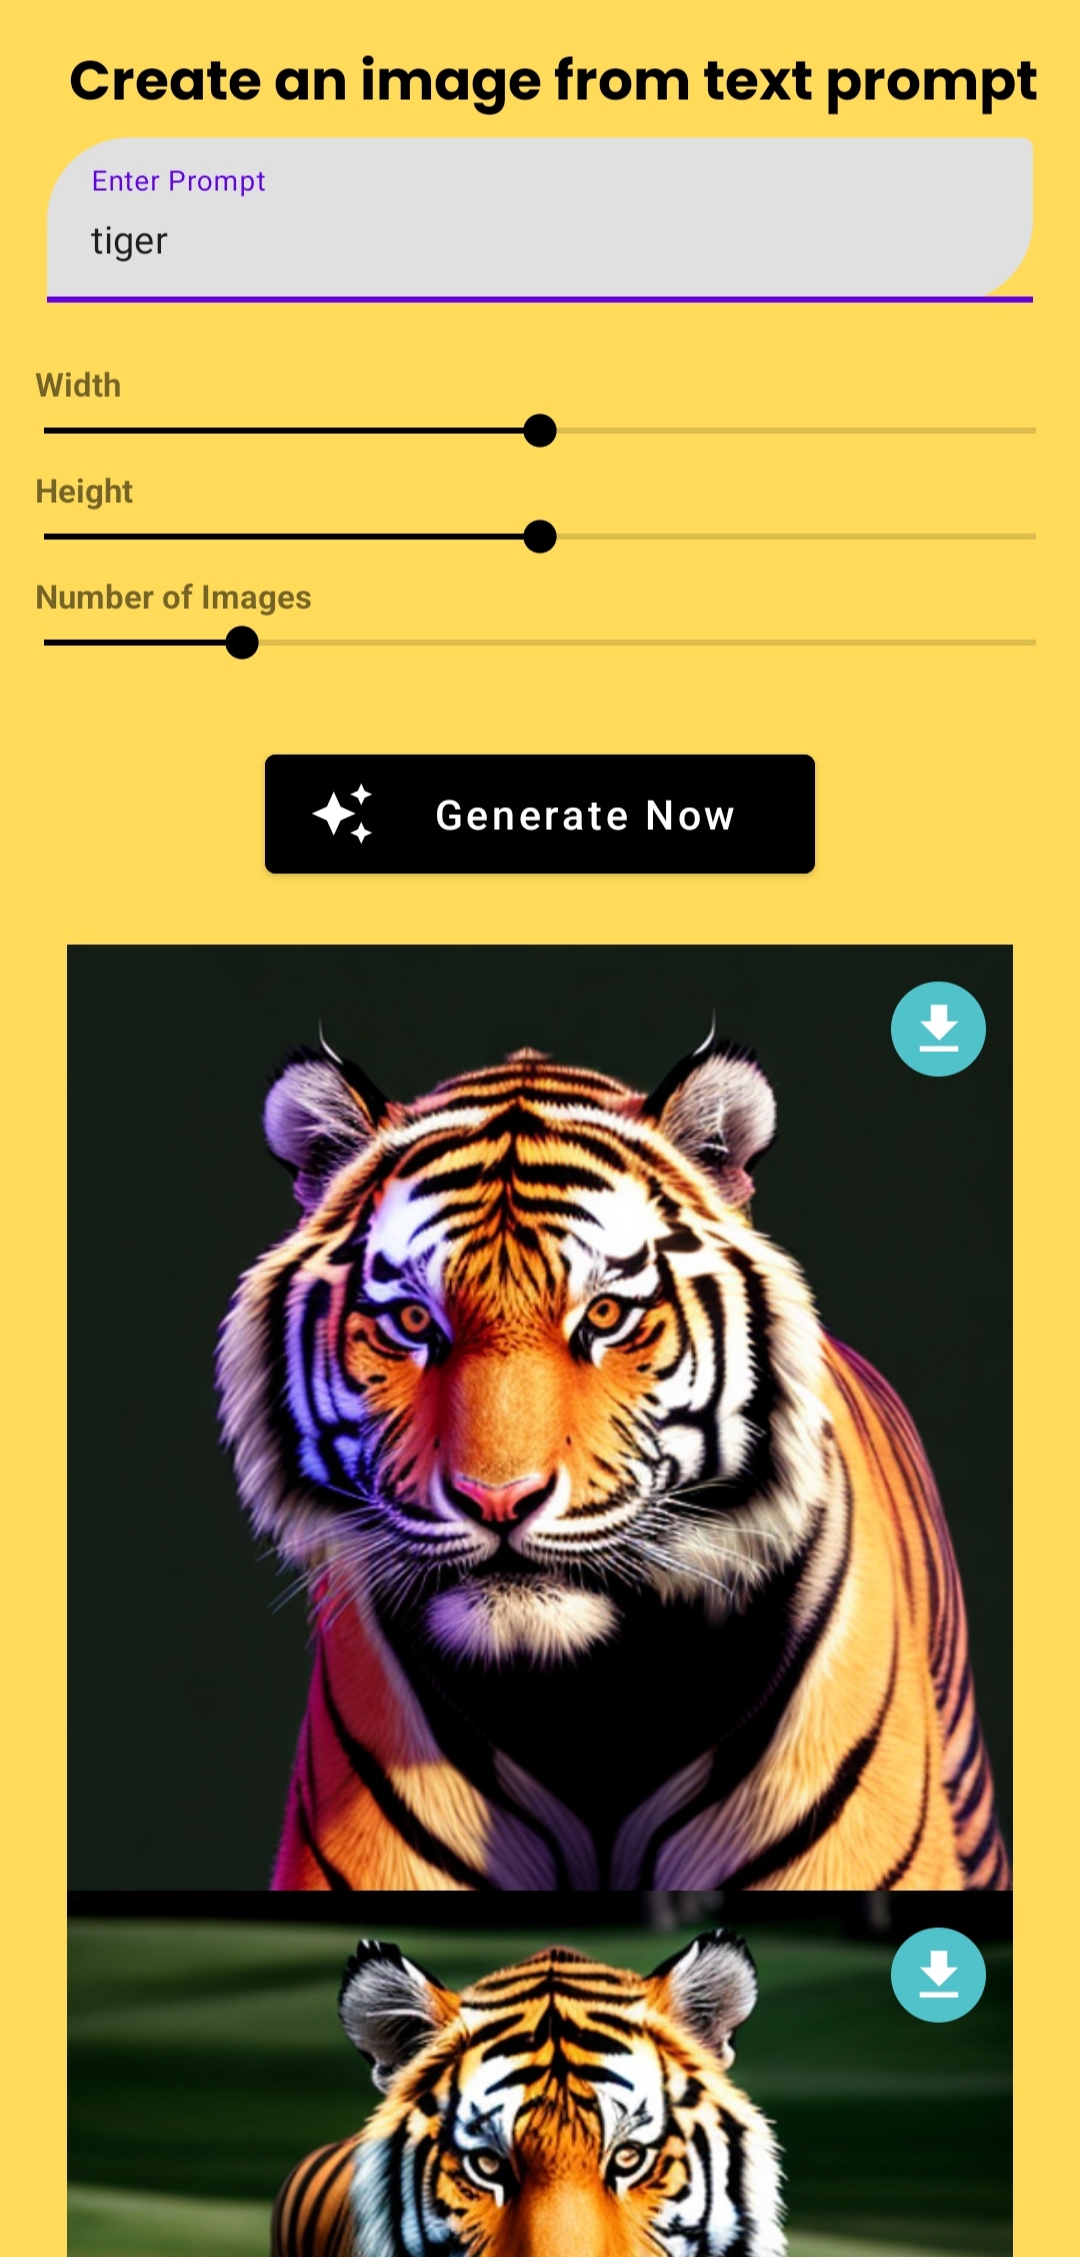 Create an image from text prompt
Enter Prompt
tiger
Width
Height
Number of Images
Generate Now